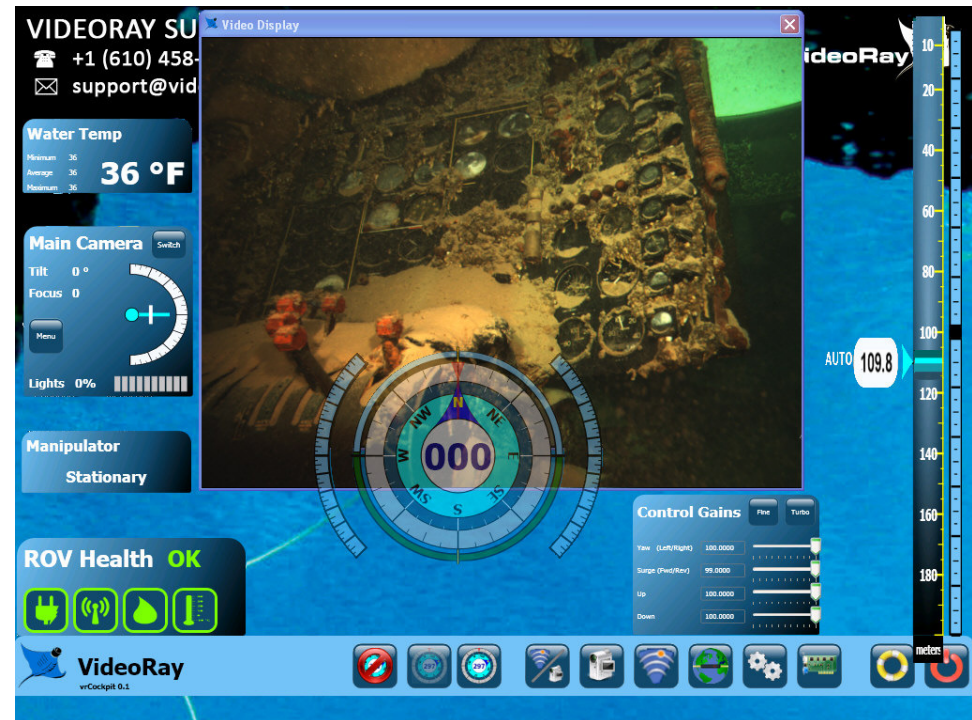 VIDEORAY SU
+1 (610) 458-
support@vid
Video Display
ideoRay
Water Temp
Minimum 36
Average 36
Maximum 36
36 °F
Main Camera Switch
Tilt 0 °
Focus 0
Menu
Lights 0%
Manipulator
Stationary
ROV Health OK
N
NE
E
SE
S
SW
W
NW
000
Control Gains Fine Turbo
Yaw (Left/Right) 100.0000
Surge (Fwd/Rev) 99.0000
Up 100.0000
Down 100.0000
10
20
40
60
80
100
AUTO 109.8
120
140
160
180
meters
VideoRay
vrCockpit 0.1
297
297